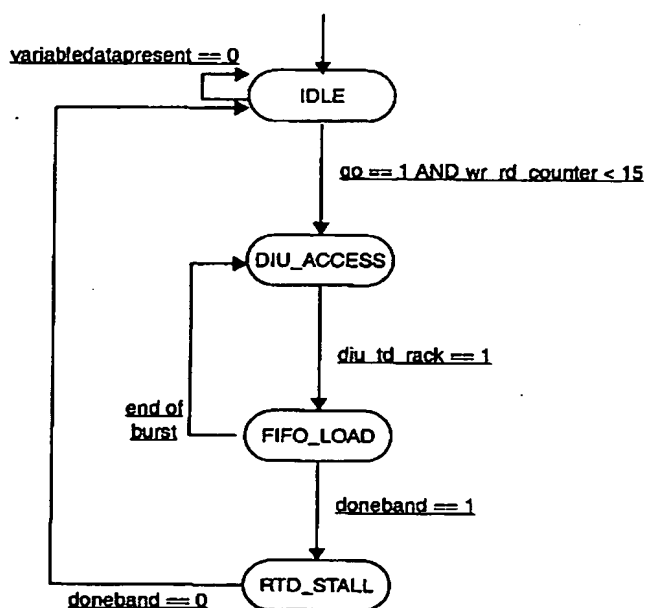 variabledatapresent == 0
IDLE
go == 1 AND wr_rd_counter < 15
DIU_ACCESS
diu_td_rack == 1
end of
burst
FIFO_LOAD
doneband == 1
RTD_STALL
doneband == 0